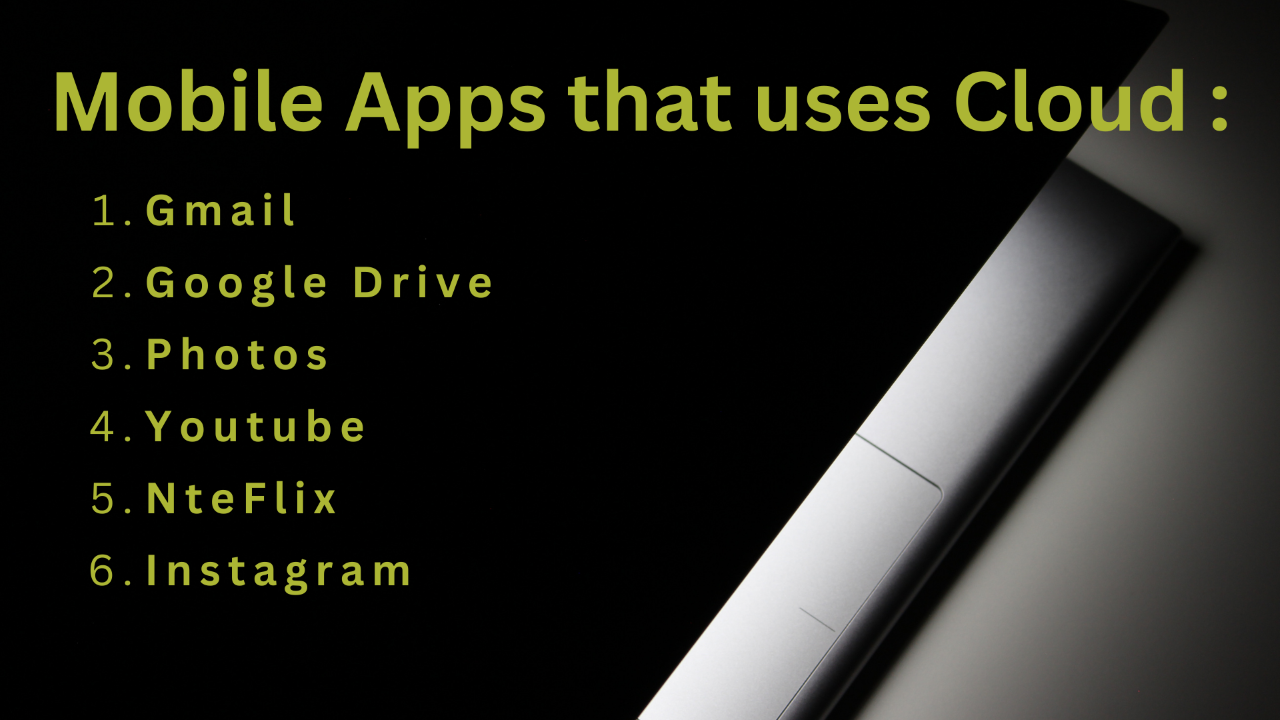 Mobile Apps that uses Cloud :
1. Gmail
2. Google Drive
3. Photos
4. Youtube
5. NteFlix
6. Instagram